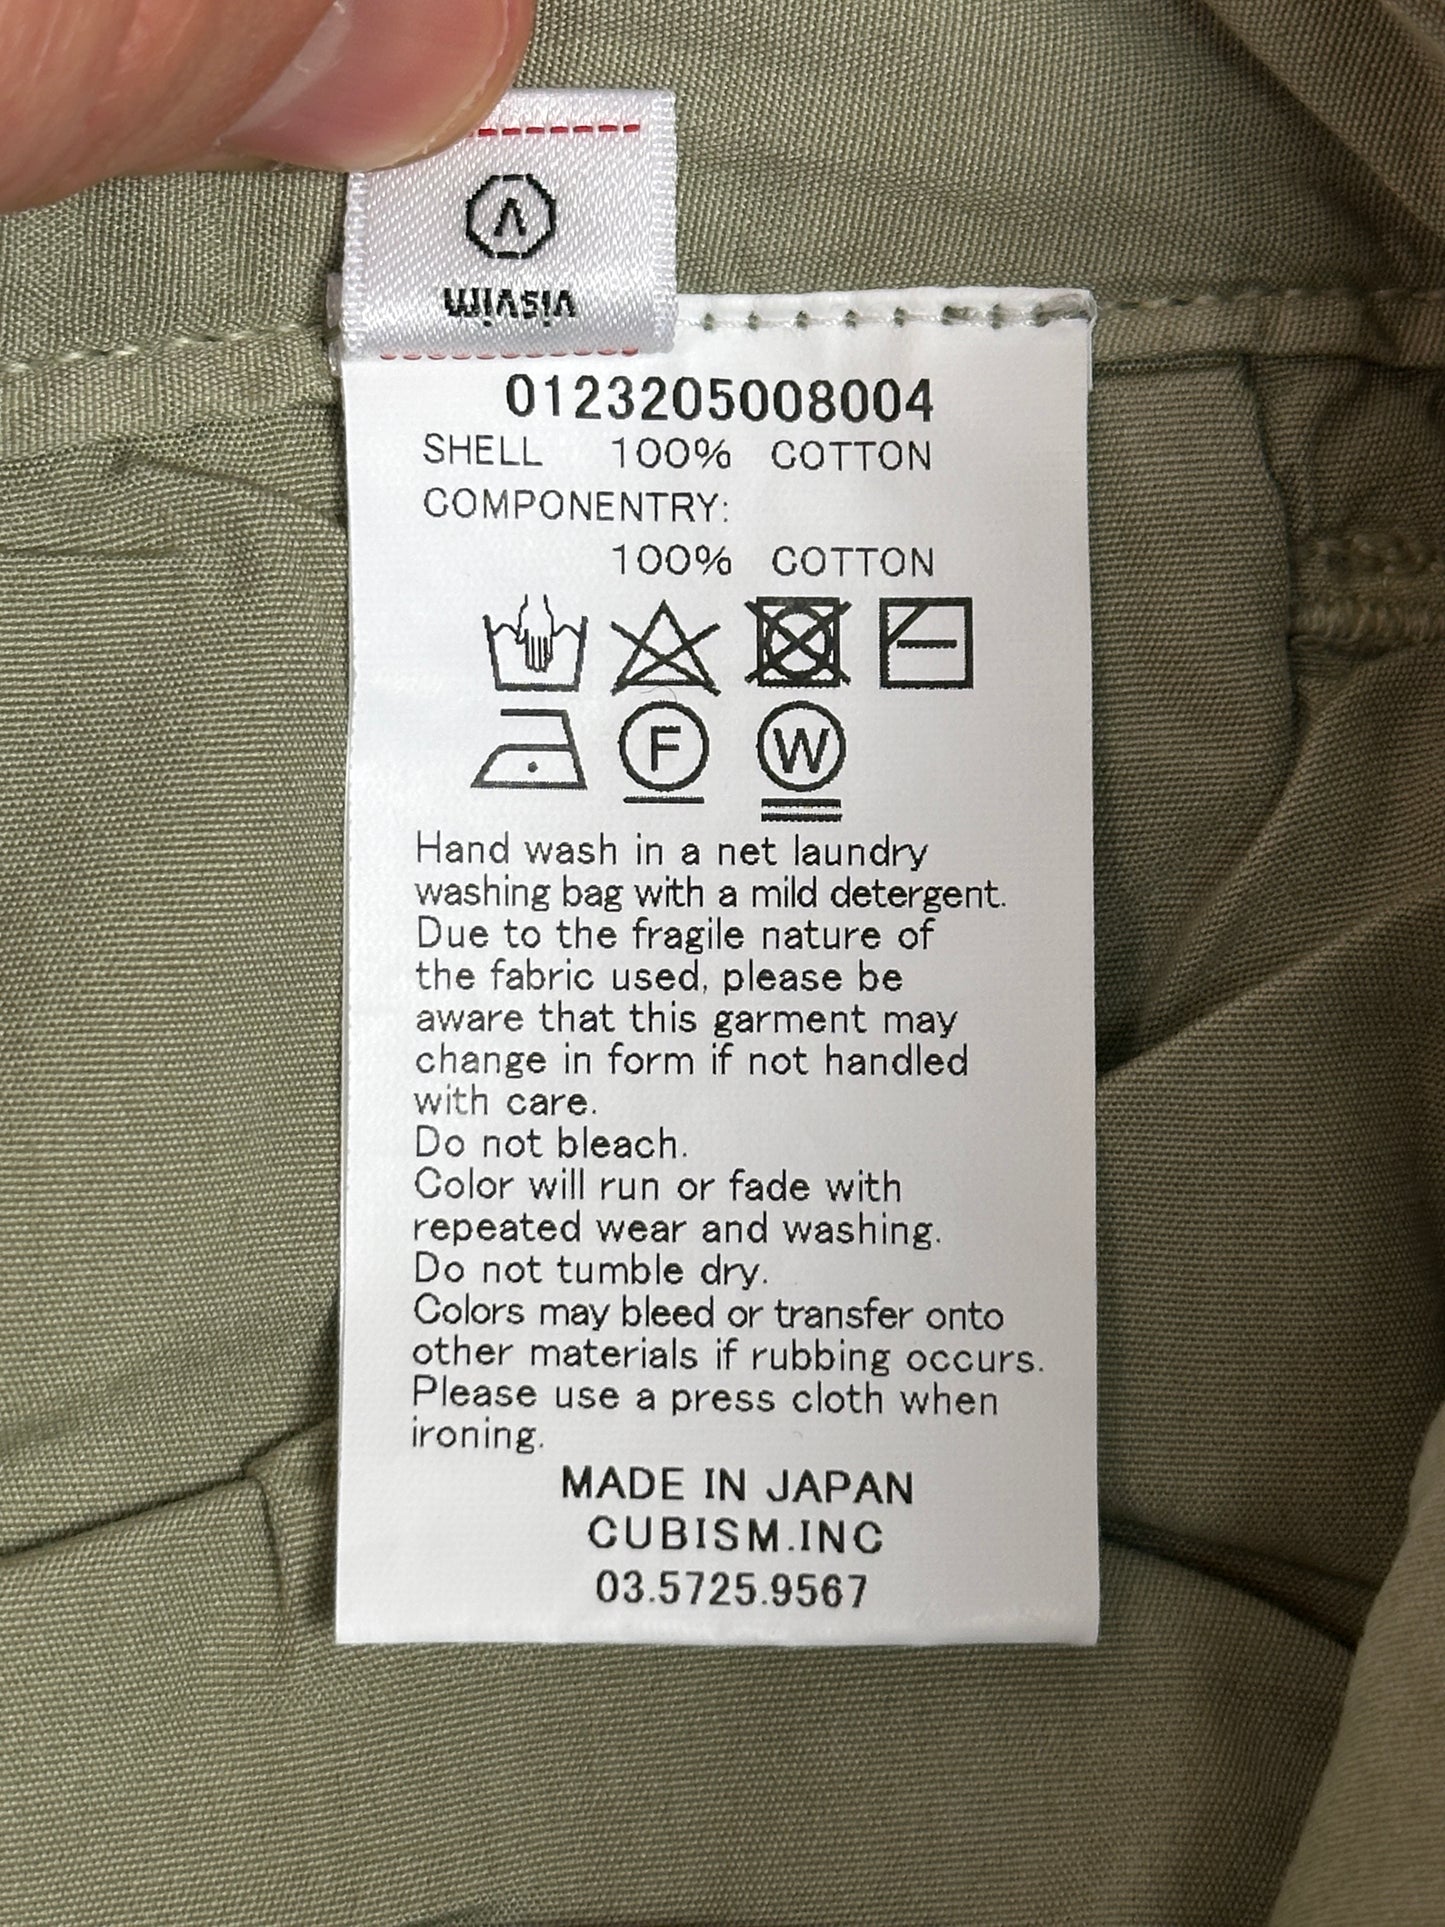 V
visvim
0123205008004
SHELL 100% COTTON
COMPONENTRY:
100% COTTON
F W
Hand wash in a net laundry
washing bag with a mild detergent.
Due to the fragile nature of
the fabric used, please be
aware that this garment may
change in form if not handled
with care.
Do not bleach.
Color will run or fade with
repeated wear and washing.
Do not tumble dry.
Colors may bleed or transfer onto
other materials if rubbing occurs.
Please use a press cloth when
ironing.
MADE IN JAPAN
CUBISM.INC
03.5725.9567